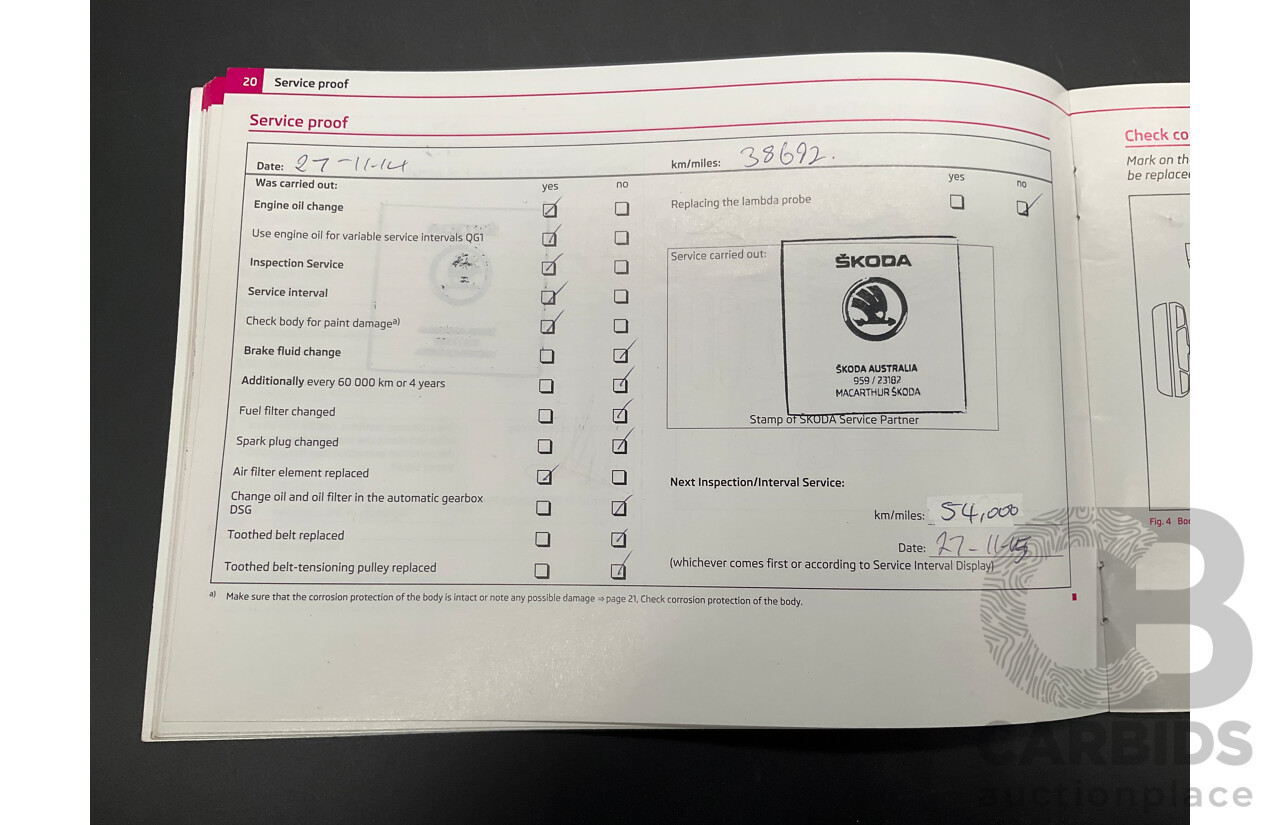 20 Service proof
Service proof
Date: 27-11-14 km/miles: 38692.
Was carried out: yes no yes no
Engine oil change Replacing the lambda probe
Use engine oil for variable service intervals QG1
Inspection Service
Service interval
Check body for paint damage a)
Brake fluid change
Additionally every 60 000 km or 4 years
Fuel filter changed
Spark plug changed
Air filter element replaced
Change oil and oil filter in the automatic gearbox
DSG
Toothed belt replaced
Toothed belt-tensioning pulley replaced
Service carried out:
ŠKODA
ŠKODA AUSTRALIA
959 / 23182
MACARTHUR ŠKODA
Stamp of ŠKODA Service Partner
Next Inspection/Interval Service:
km/miles: 54,000
Date: 27-11-15
(whichever comes first or according to Service Interval Display)
a) Make sure that the corrosion protection of the body is intact or note any possible damage ⇒ page 21, Check corrosion protection of the body.
Check co
Mark on th
be replace
Fig. 4 Bo
CB
CARBIDS
auctionplace